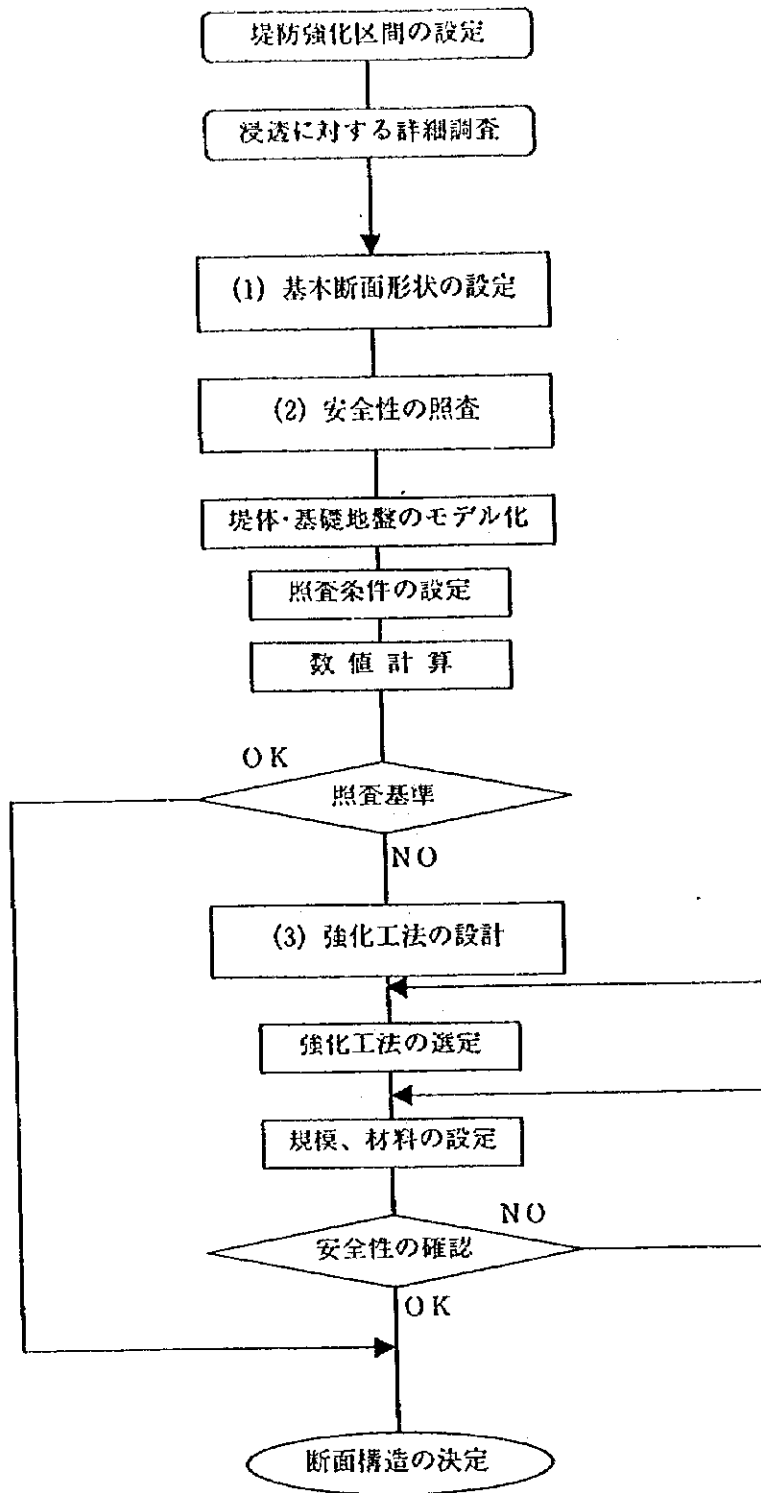 堤防強化区間の設定
浸透に対する詳細調査
(1) 基本断面形状の設定
(2) 安全性の照査
堤体・基礎地盤のモデル化
照査条件の設定
数 値 計 算
OK
照査基準
NO
(3) 強化工法の設計
強化工法の選定
規模、材料の設定
NO
安全性の確認
OK
断面構造の決定